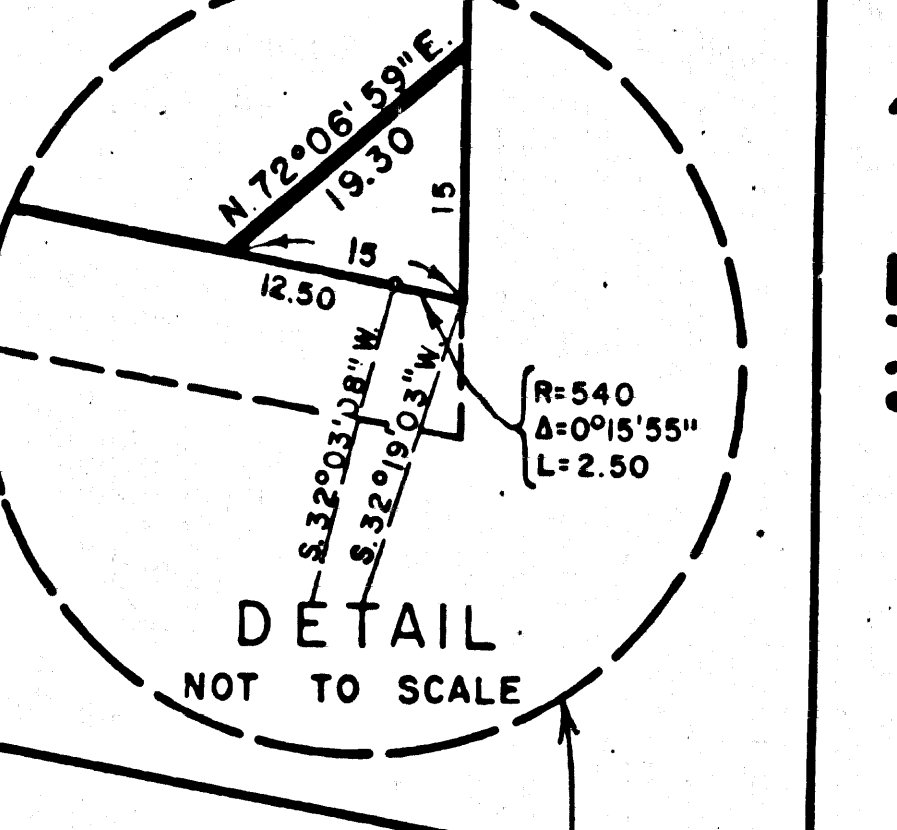 N. 72°06' 59" E.
19.30
15
15
12.50
S. 32°03' 08" W.
S. 32°19' 03" W.
R=540
Δ=0°15'55"
L=2.50
DETAIL
NOT TO SCALE